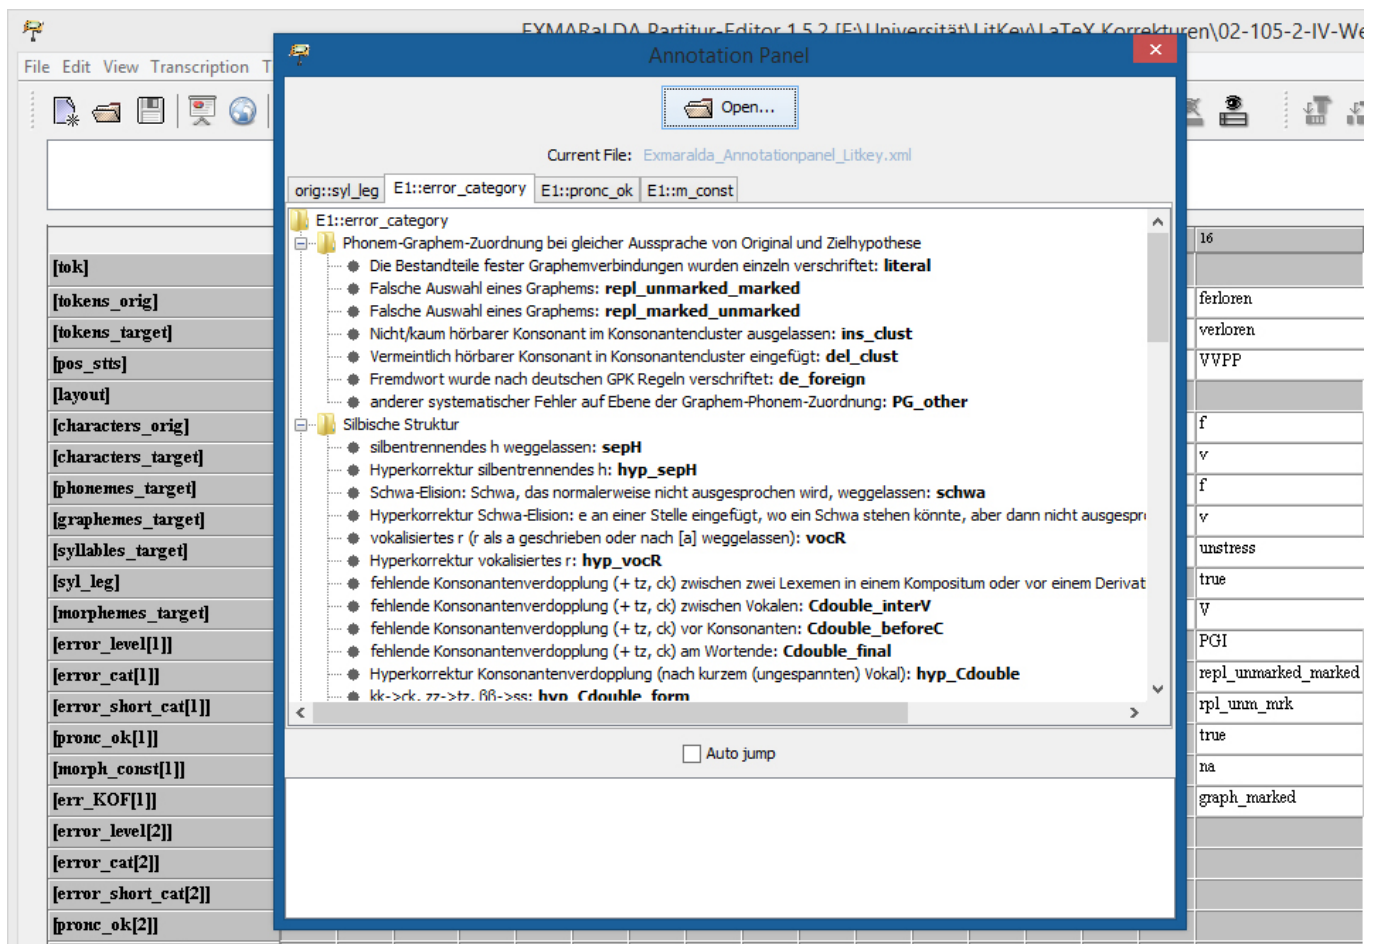 EXMARaLDA Partitur-Editor 1.5.2 [F:\Universität\LitKey\LaTeX Korrekturen\02-105-2-IV-We
Annotation Panel
File Edit View Transcription
Open...
Current File: Exmaralda_Annotationpanel_Litkey.xml
orig::syl_leg E1::error_category E1::pronc_ok E1::m_const
E1::error_category
Phonem-Graphem-Zuordnung bei gleicher Aussprache von Original und Zielhypothese
Die Bestandteile fester Graphemverbindungen wurden einzeln verschriftet: literal
Falsche Auswahl eines Graphems: repl_unmarked_marked
Falsche Auswahl eines Graphems: repl_marked_unmarked
Nicht/kaum hörbarer Konsonant im Konsonantencluster ausgelassen: ins_clust
Vermeintlich hörbarer Konsonant in Konsonantencluster eingefügt: del_clust
Fremdwort wurde nach deutschen GPK Regeln verschriftet: de_foreign
anderer systematischer Fehler auf Ebene der Graphem-Phonem-Zuordnung: PG_other
Silbische Struktur
silbentrennendes h weggelassen: sepH
Hyperkorrektur silbentrennendes h: hyp_sepH
Schwa-Elision: Schwa, das normalerweise nicht ausgesprochen wird, weggelassen: schwa
Hyperkorrektur Schwa-Elision: e an einer Stelle eingefügt, wo ein Schwa stehen könnte, aber dann nicht ausgespr
vokalisiertes r (r als a geschrieben oder nach [a] weggelassen): vocR
Hyperkorrektur vokalisiertes r: hyp_vocR
fehlende Konsonantenverdopplung (+ tz, ck) zwischen zwei Lexemen in einem Kompositum oder vor einem Derivat
fehlende Konsonantenverdopplung (+ tz, ck) zwischen Vokalen: Cdouble_interV
fehlende Konsonantenverdopplung (+ tz, ck) vor Konsonanten: Cdouble_beforeC
fehlende Konsonantenverdopplung (+ tz, ck) am Wortende: Cdouble_final
Hyperkorrektur Konsonantenverdopplung (nach kurzem (ungespannten) Vokal): hyp_Cdouble
kk->ck, zz->tz, ßß->ss: hyp_Cdouble_form
Auto jump
16
[tok]
[tokens_orig] ferloren
[tokens_target] verloren
[pos_stts] VVPP
[layout]
[characters_orig] f
[characters_target] v
[phonemes_target] f
[graphemes_target] v
[syllables_target] unstress
[syl_leg] true
[morphemes_target] V
[error_level[1]] PGI
[error_cat[1]] repl_unmarked_marked
[error_short_cat[1]] rpl_unm_mrk
[pronc_ok[1]] true
[morph_const[1]] na
[err_KOF[1]] graph_marked
[error_level[2]]
[error_cat[2]]
[error_short_cat[2]]
[pronc_ok[2]]